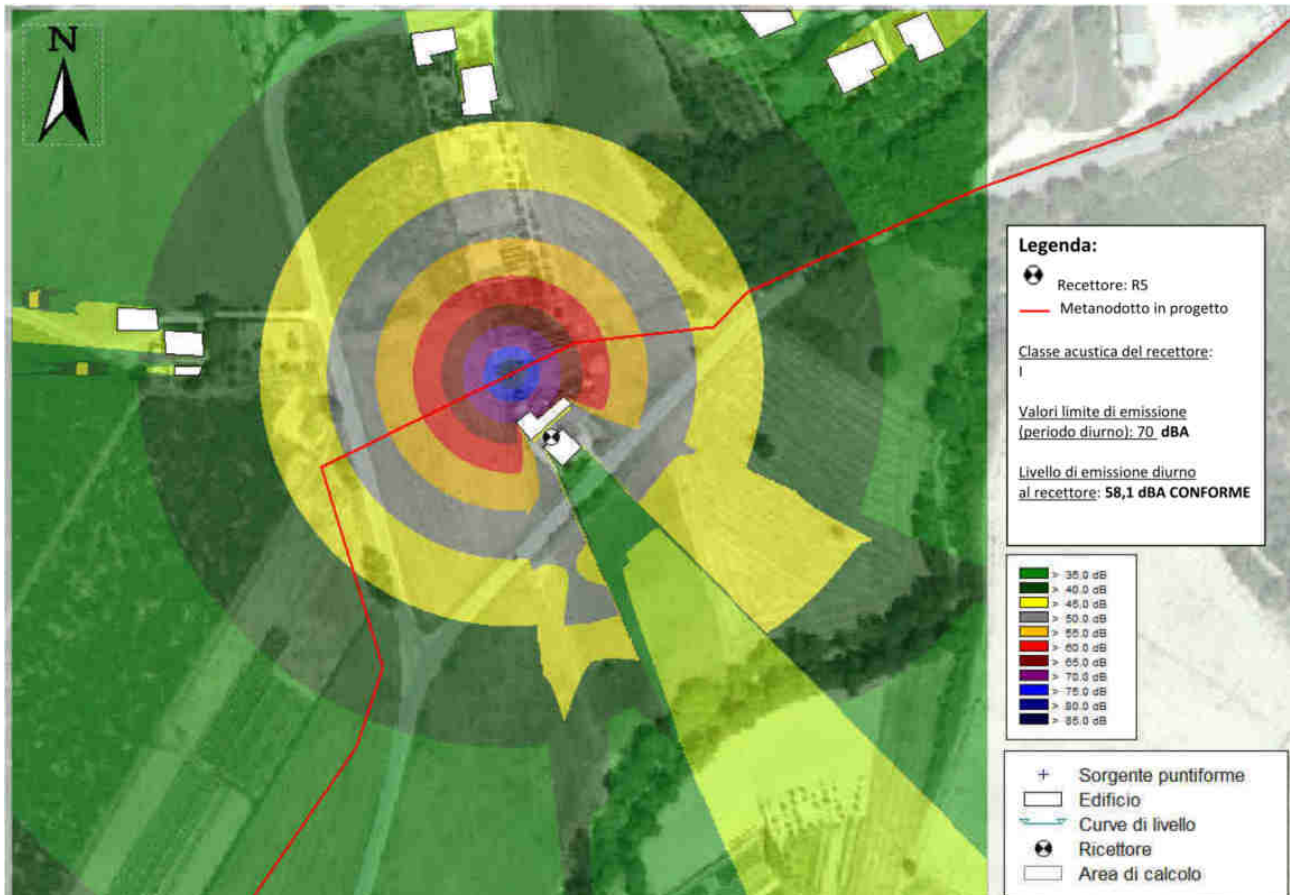 N
Legenda:
Recettore: R5
Metanodotto in progetto
Classe acustica del recettore:
I
Valori limite di emissione
(periodo diurno): 70 dBA
Livello di emissione diurno
al recettore: 58,1 dBA CONFORME
> 35.0 dB
> 40.0 dB
> 45.0 dB
> 50.0 dB
> 55.0 dB
> 60.0 dB
> 65.0 dB
> 70.0 dB
> 75.0 dB
> 80.0 dB
> 85.0 dB
Sorgente puntiforme
Edificio
Curve di livello
Ricettore
Area di calcolo